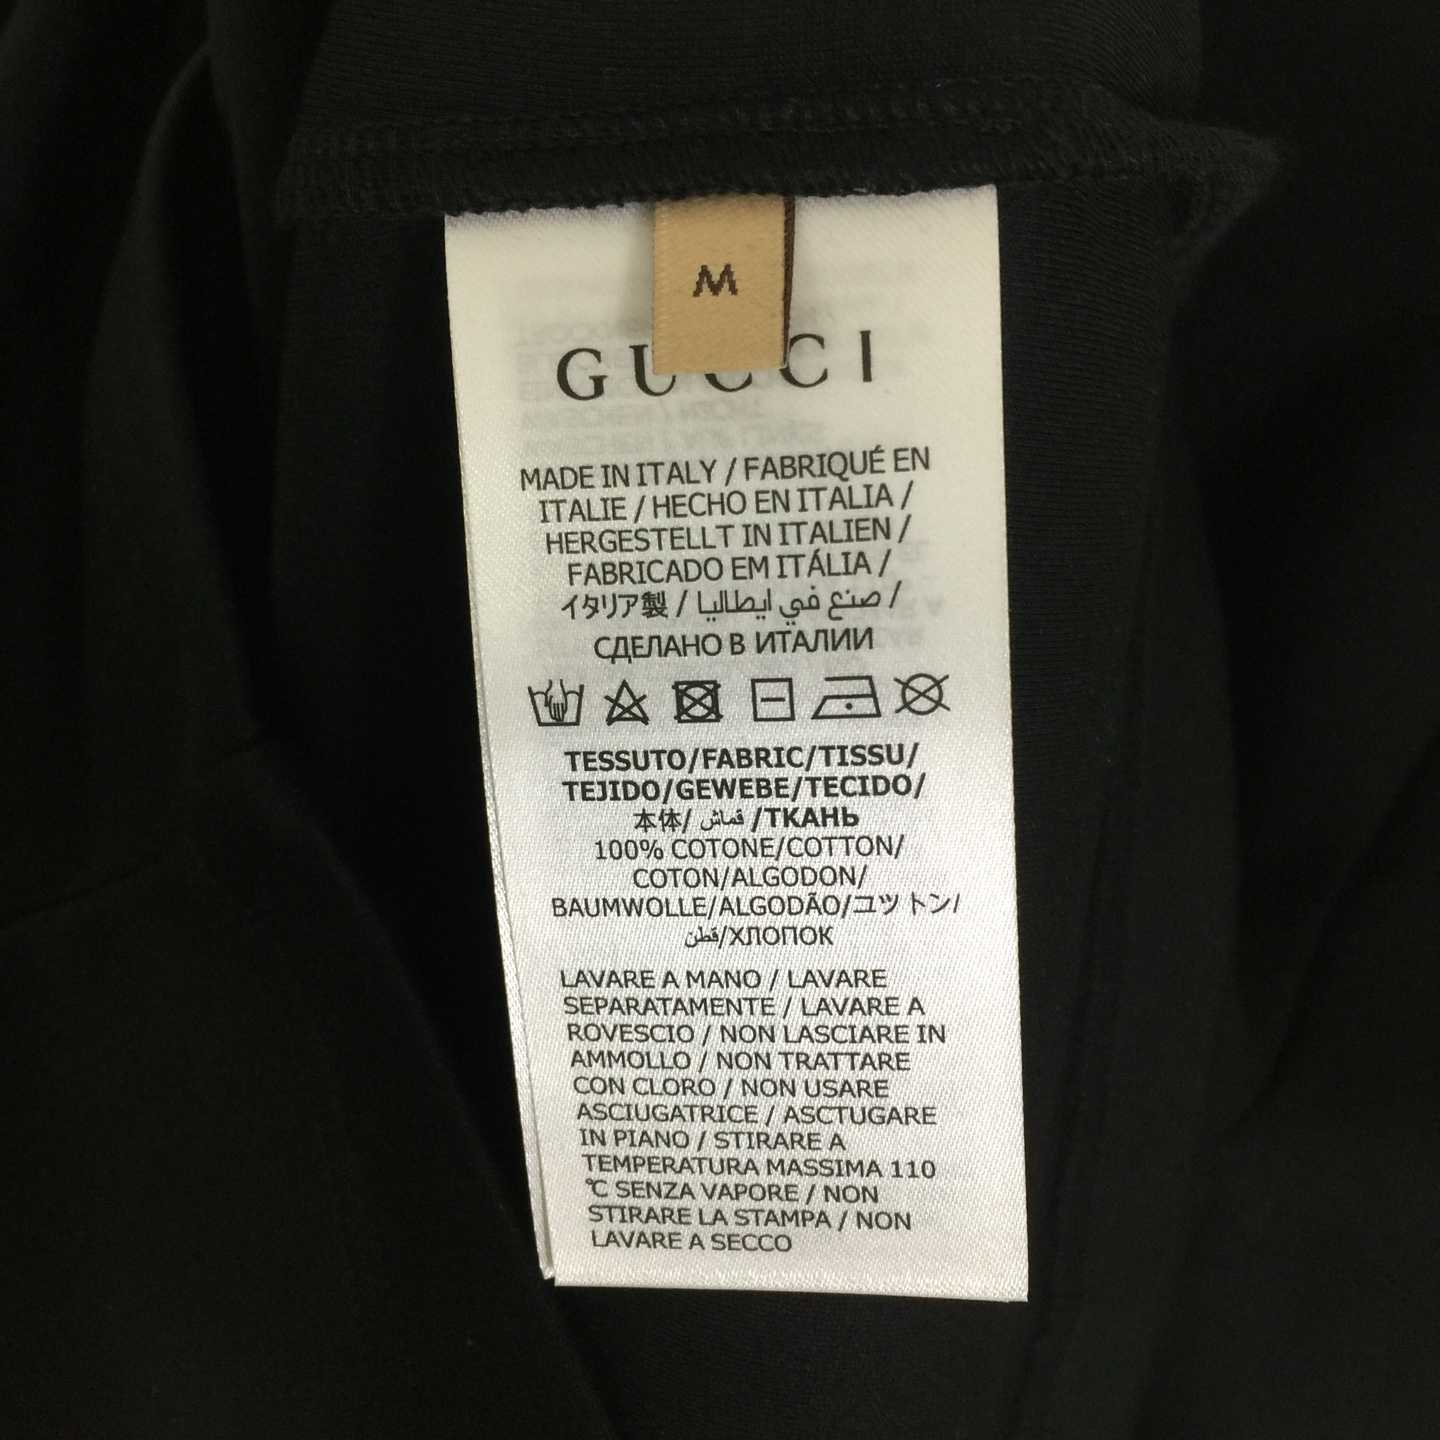 M
GUCCI
MADE IN ITALY / FABRIQUÉ EN
ITALIE / HECHO EN ITALIA /
HERGESTELLT IN ITALIEN /
FABRICADO EM ITÁLIA /
イタリア製 / صنع في ايطاليا /
СДЕЛАНО В ИТАЛИИ
TESSUTO/FABRIC/TISSU/
TEJIDO/GEWEBE/TECIDO/
本体/ قماش /ТКАНЬ
100% COTONE/COTTON/
COTON/ALGODON/
BAUMWOLLE/ALGODÃO/ユットン/
قطن/ХЛОПОК
LAVARE A MANO / LAVARE
SEPARATAMENTE / LAVARE A
ROVESCIO / NON LASCIARE IN
AMMOLLO / NON TRATTARE
CON CLORO / NON USARE
ASCIUGATRICE / ASCTUGARE
IN PIANO / STIRARE A
TEMPERATURA MASSIMA 110
℃ SENZA VAPORE / NON
STIRARE LA STAMPA / NON
LAVARE A SECCO